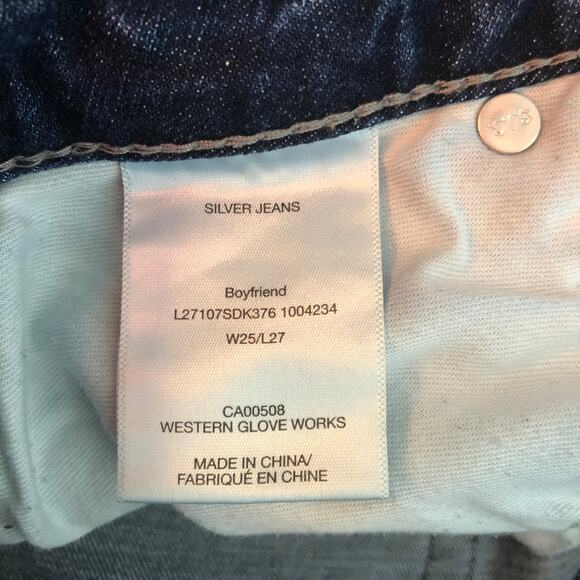 SILVER JEANS
Boyfriend
L27107SDK376 1004234
W25/L27
CA00508
WESTERN GLOVE WORKS
MADE IN CHINA/
FABRIQUÉ EN CHINE